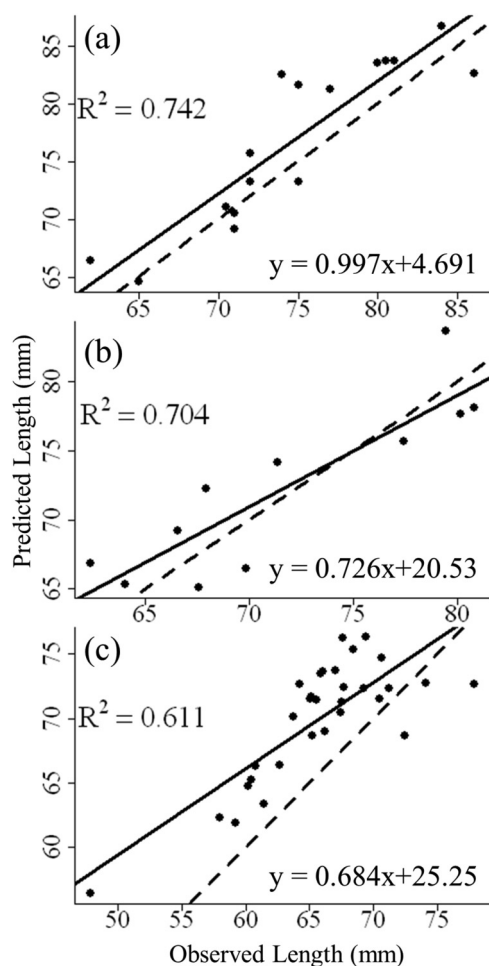 (a)
R² = 0.742
y = 0.997x+4.691
85
80
75
70
65
65
70
75
80
85
(b)
R² = 0.704
y = 0.726x+20.53
80
75
70
65
65
70
75
80
(c)
R² = 0.611
y = 0.684x+25.25
75
70
65
60
50
55
60
65
70
75
Predicted Length (mm)
Observed Length (mm)